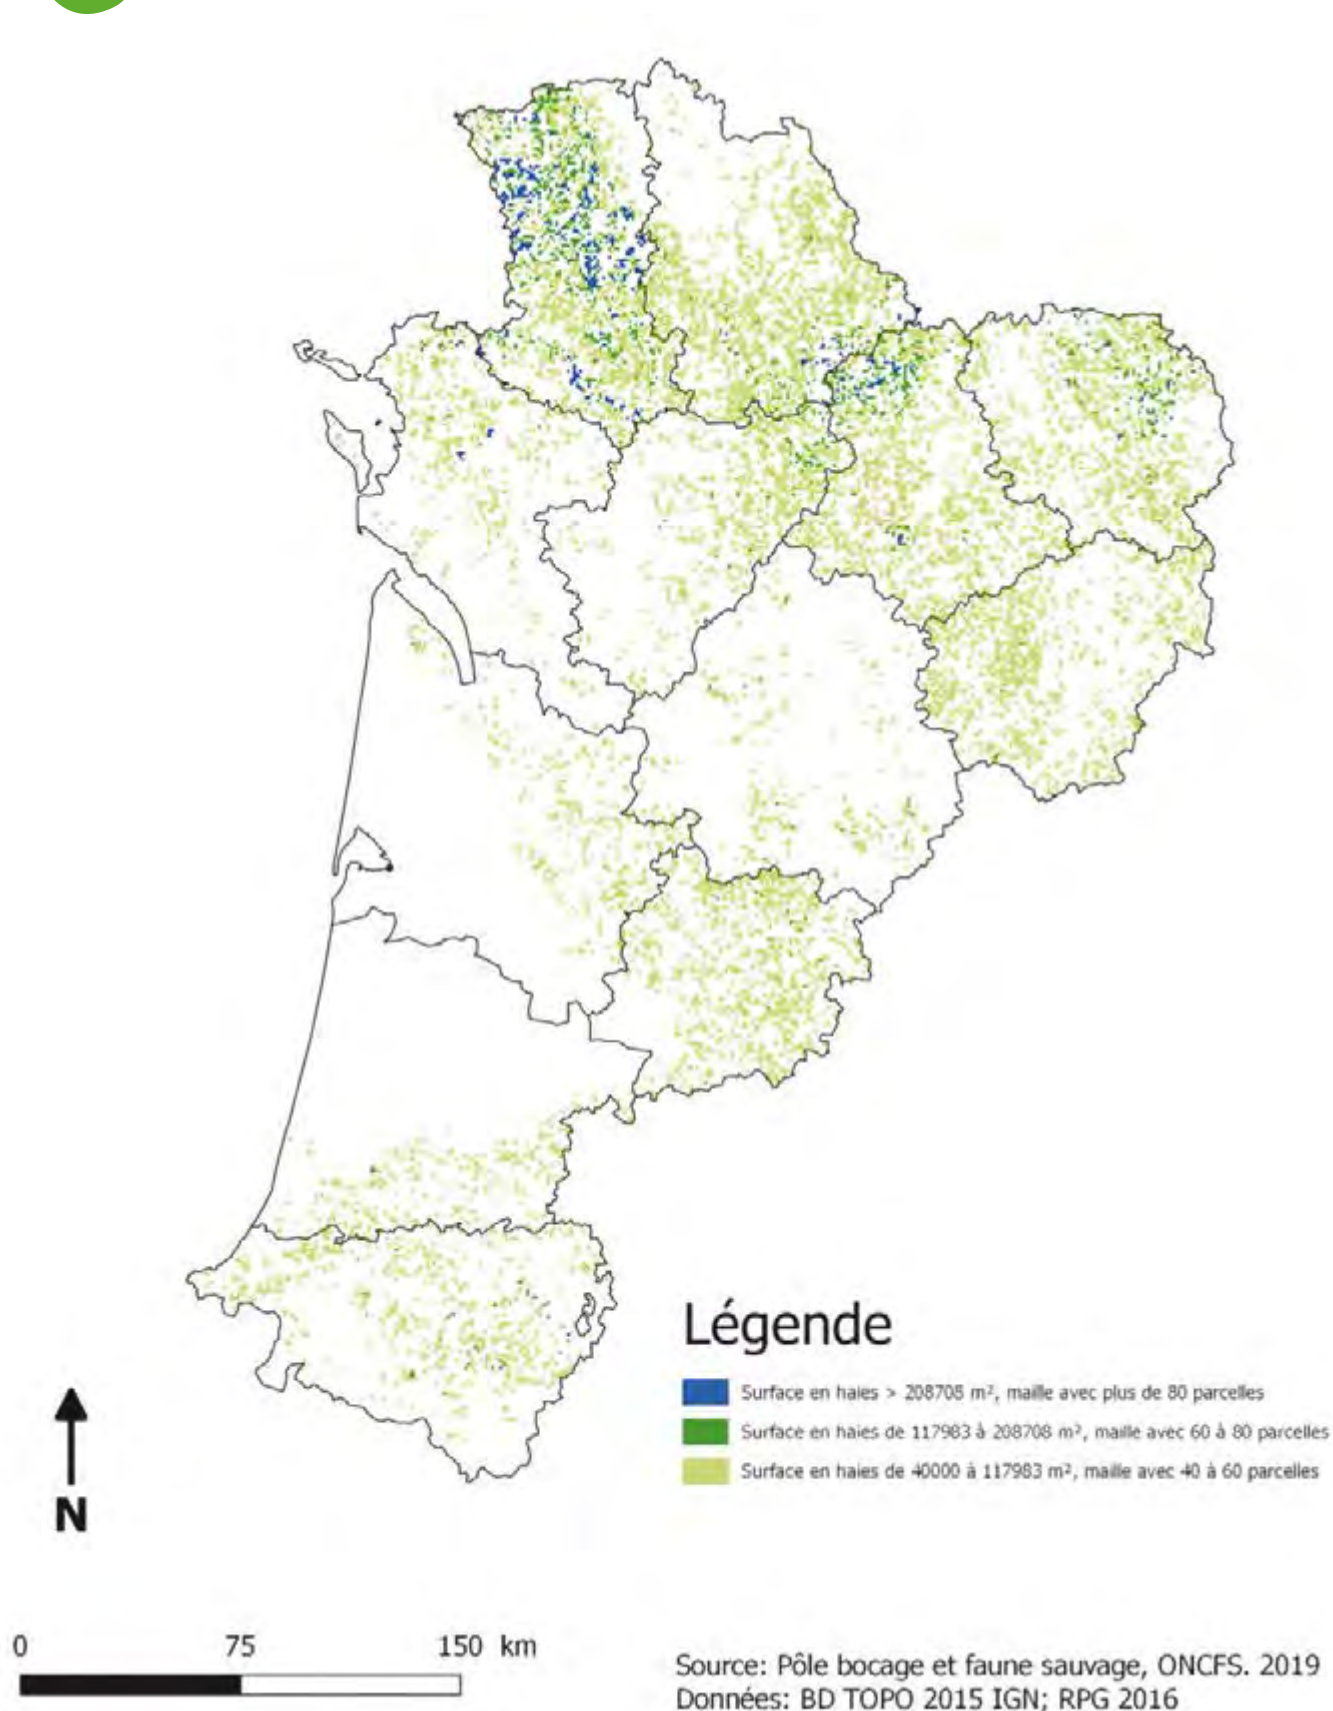 Légende
Surface en haies > 208708 m², maille avec plus de 80 parcelles
Surface en haies de 117983 à 208708 m², maille avec 60 à 80 parcelles
Surface en haies de 40000 à 117983 m², maille avec 40 à 60 parcelles
N
0 75 150 km
Source: Pôle bocage et faune sauvage, ONCFS. 2019
Données: BD TOPO 2015 IGN; RPG 2016